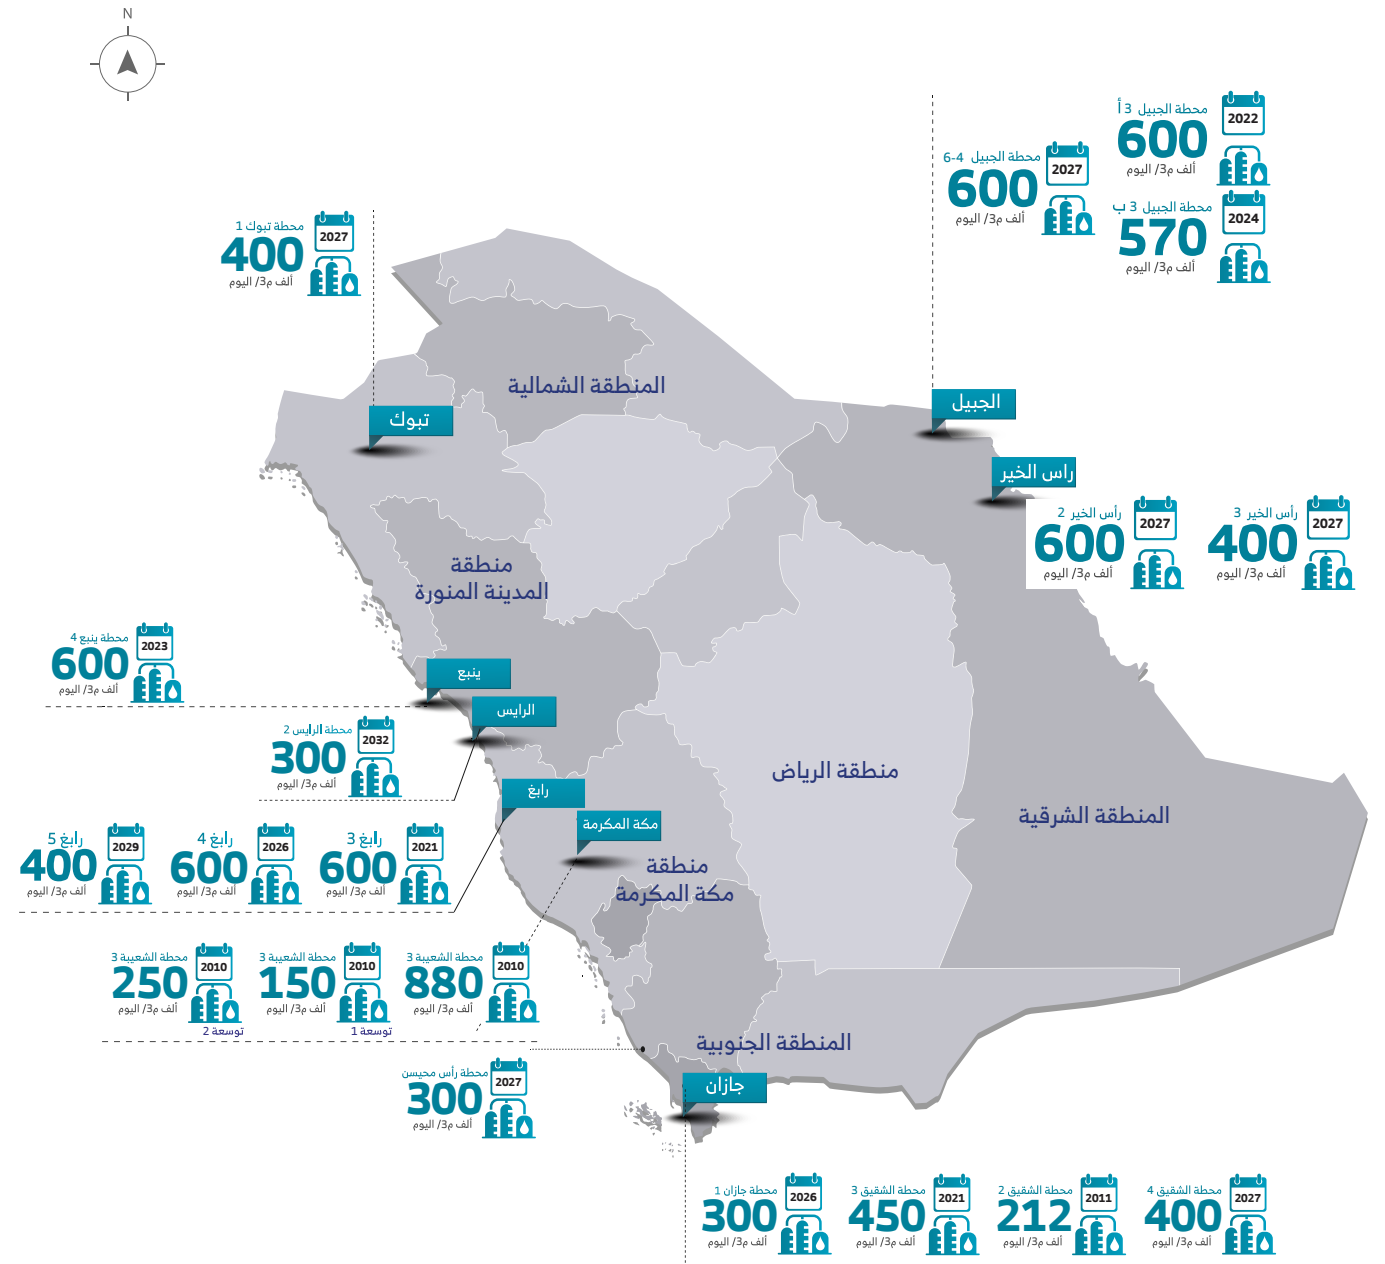 N
محطة الجبيل 3 أ
600
ألف م3/ اليوم
2022
محطة الجبيل 4-6
600
ألف م3/ اليوم
2027
محطة الجبيل 3 ب
570
ألف م3/ اليوم
2024
محطة تبوك 1
400
ألف م3/ اليوم
2027
المنطقة الشمالية
الجبيل
تبوك
راس الخير
رأس الخير 3
400
ألف م3/ اليوم
2027
رأس الخير 2
600
ألف م3/ اليوم
2027
منطقة
المدينة المنورة
محطة ينبع 4
600
ألف م3/ اليوم
2023
ينبع
الرايس
محطة الرايس 2
300
ألف م3/ اليوم
2032
منطقة الرياض
المنطقة الشرقية
رابغ
مكة المكرمة
منطقة
مكة المكرمة
رابغ 3
600
ألف م3/ اليوم
2021
رابغ 4
600
ألف م3/ اليوم
2026
رابغ 5
400
ألف م3/ اليوم
2029
محطة الشعيبة 3
880
ألف م3/ اليوم
2010
محطة الشعيبة 3
150
ألف م3/ اليوم
2010
توسعة 1
محطة الشعيبة 3
250
ألف م3/ اليوم
2010
توسعة 2
المنطقة الجنوبية
جازان
محطة رأس محيسن
300
ألف م3/ اليوم
2027
محطة الشقيق 4
400
ألف م3/ اليوم
2027
محطة الشقيق 2
212
ألف م3/ اليوم
2011
محطة الشقيق 3
450
ألف م3/ اليوم
2021
محطة جازان 1
300
ألف م3/ اليوم
2026